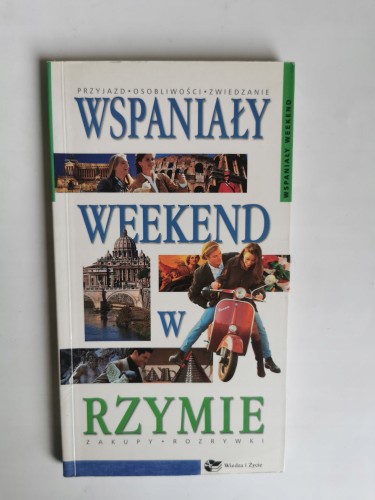 PRZYJAZD • OSOBLIWOŚCI • ZWIEDZANIE
WSPANIAŁY
WSPANIAŁY WEEKEND
WEEKEND
W
RZYMIE
ZAKUPY • ROZRYWKI
Wiedza i Życie